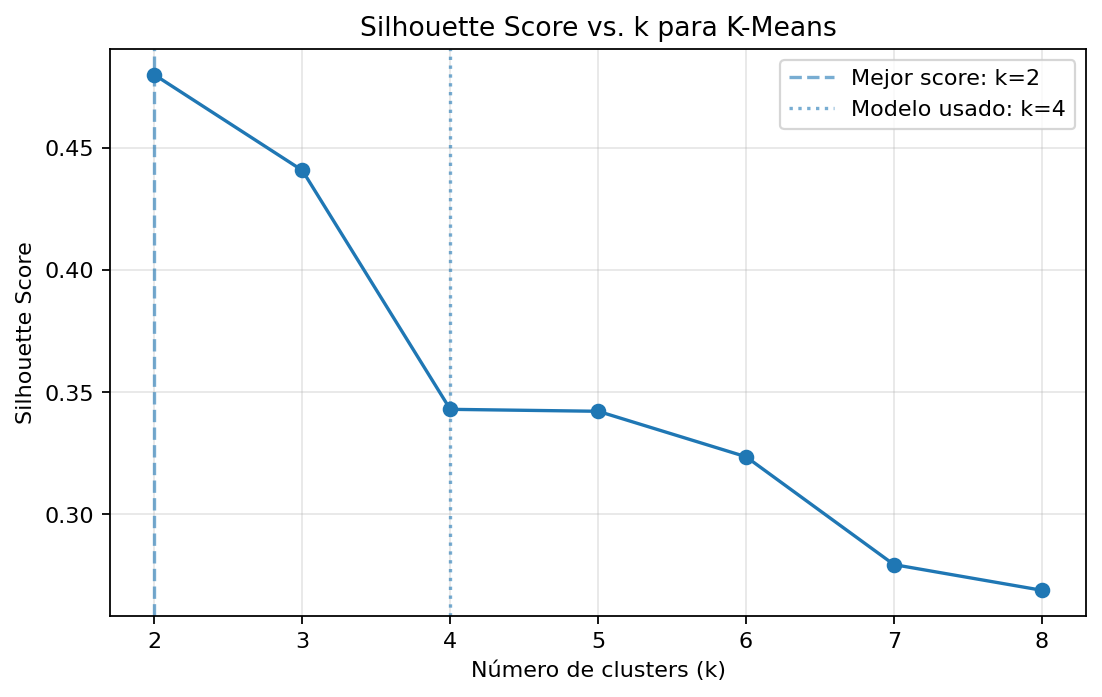 Silhouette Score vs. k para K-Means
Mejor score: k=2
Modelo usado: k=4
Silhouette Score
0.45
0.40
0.35
0.30
2 3 4 5 6 7 8
Número de clusters (k)